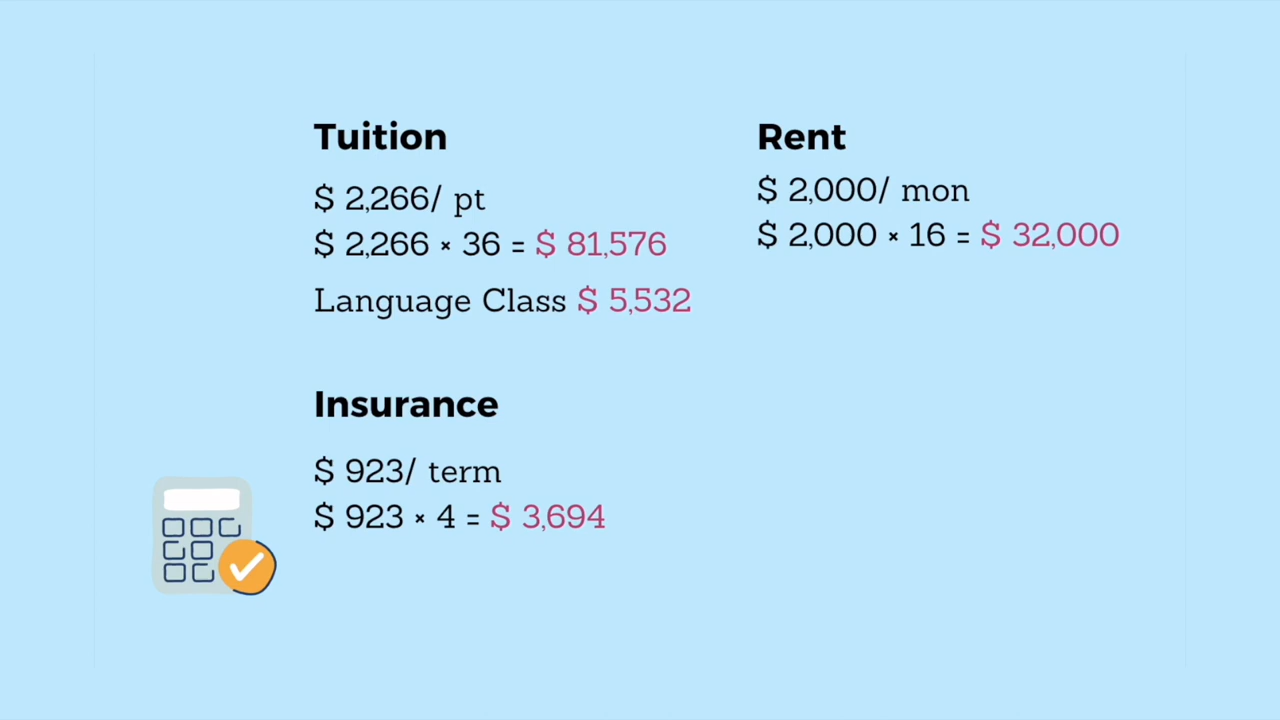 Tuition
$ 2,266/ pt
$ 2,266 × 36 = $ 81,576
Language Class $ 5,532
Rent
$ 2,000/ mon
$ 2,000 × 16 = $ 32,000
Insurance
$ 923/ term
$ 923 × 4 = $ 3,694